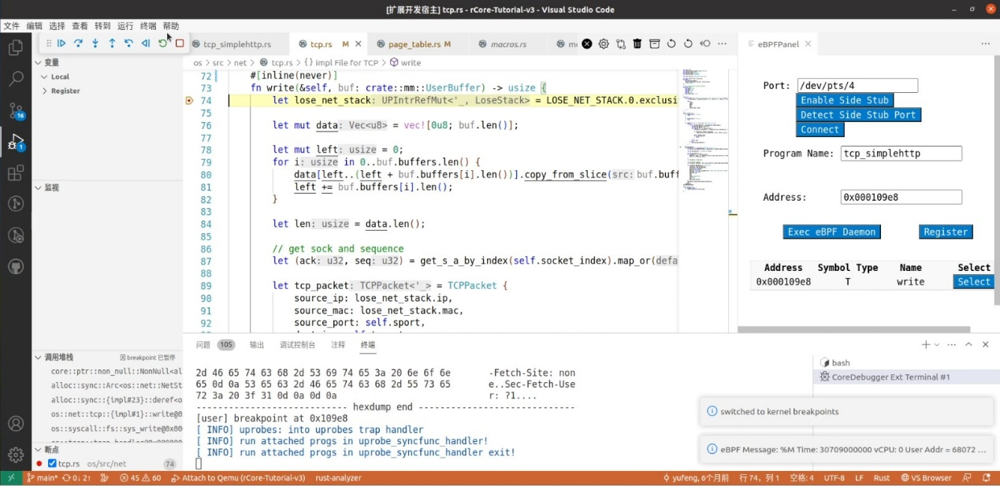 [扩展开发宿主] tcp.rs - rCore-Tutorial-v3 - Visual Studio Code
文件 编辑 选择 查看 转到 运行 终端 帮助
tcp_simplehttp.rs tcp.rs M page_table.rs M macros.rs
eBPFPanel
os > src > net > tcp.rs > {} impl File for TCP > write
变量
Local
Register
监视
调用堆栈 因 breakpoint 已暂停
core::ptr::non_null::NonNull<al
alloc::sync::Arc<os::net::NetSt
alloc::sync::{impl#23}::deref<o
os::net::tcp::{impl#1}::write@0
os::syscall::fs::sys_write@0x00
断点
tcp.rs os/src/net 74
16
1
72 #[inline(never)]
73 fn write(&self, buf: crate::mm::UserBuffer) -> usize {
74 let lose_net_stack: UPIntrRefMut<'_, LoseStack> = LOSE_NET_STACK.0.exclusi
75
76 let mut data: Vec<u8> = vec![0u8; buf.len()];
77
78 let mut left: usize = 0;
79 for i: usize in 0..buf.buffers.len() {
80 data[left..(left + buf.buffers[i].len())].copy_from_slice(src: buf.buff
81 left += buf.buffers[i].len();
82 }
83
84 let len: usize = data.len();
85
86 // get sock and sequence
87 let (ack: u32, seq: u32) = get_s_a_by_index(self.socket_index).map_or(defa
88
89 let tcp_packet: TCPPacket<'_> = TCPPacket {
90 source_ip: lose_net_stack.ip,
91 source_mac: lose_net_stack.mac,
92 source_port: self.sport,
Port: /dev/pts/4
Enable Side Stub
Detect Side Stub Port
Connect
Program Name: tcp_simplehttp
Address: 0x000109e8
Exec eBPF Daemon Register
Address Symbol Type Name Select
0x000109e8 T write Select
问题 105 输出 调试控制台 注释 终端
2d 46 65 74 63 68 2d 53 69 74 65 3a 20 6e 6f 6e -Fetch-Site: non
65 0d 0a 53 65 63 2d 46 65 74 63 68 2d 55 73 65 e..Sec-Fetch-Use
72 3a 20 3f 31 0d 0a 0d 0a r: ?1....
--------------------------- hexdump end ----------------------------
[user] breakpoint at 0x109e8
[ INFO] uprobes: into uprobes trap handler
[ INFO] run attached progs in uprobe_syncfunc_handler!
[ INFO] run attached progs in uprobe_syncfunc_handler exit!
bash
CoreDebugger Ext Terminal #1
switched to kernel breakpoints
eBPF Message: %M Time: 30709000000 vCPU: 0 User Addr = 68072 ...
main* 0↓ 2↑ 45 60 Attach to Qemu (rCore-Tutorial-v3) rust-analyzer
yufeng, 6个月前 行 74，列 1 空格: 4 UTF-8 LF Rust VS Browser